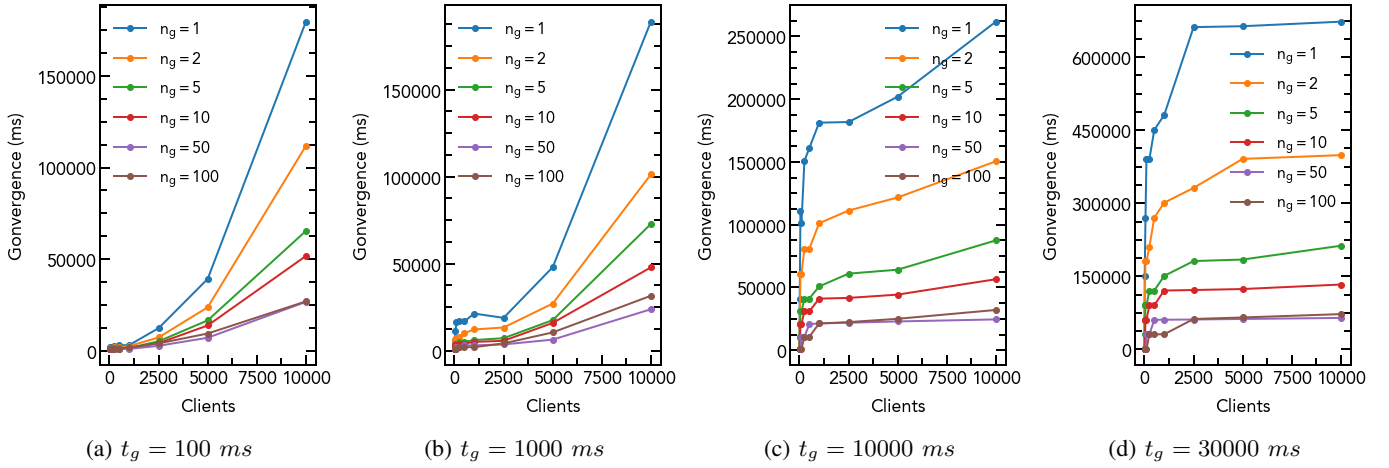 Gonvergence (ms)
150000
100000
50000
0
n_g = 1
n_g = 2
n_g = 5
n_g = 10
n_g = 50
n_g = 100
0 2500 5000 7500 10000
Clients
(a) t_g = 100 ms
Gonvergence (ms)
150000
100000
50000
0
n_g = 1
n_g = 2
n_g = 5
n_g = 10
n_g = 50
n_g = 100
0 2500 5000 7500 10000
Clients
(b) t_g = 1000 ms
Gonvergence (ms)
250000
200000
150000
100000
50000
0
n_g = 1
n_g = 2
n_g = 5
n_g = 10
n_g = 50
n_g = 100
0 2500 5000 7500 10000
Clients
(c) t_g = 10000 ms
Gonvergence (ms)
600000
450000
300000
150000
0
n_g = 1
n_g = 2
n_g = 5
n_g = 10
n_g = 50
n_g = 100
0 2500 5000 7500 10000
Clients
(d) t_g = 30000 ms